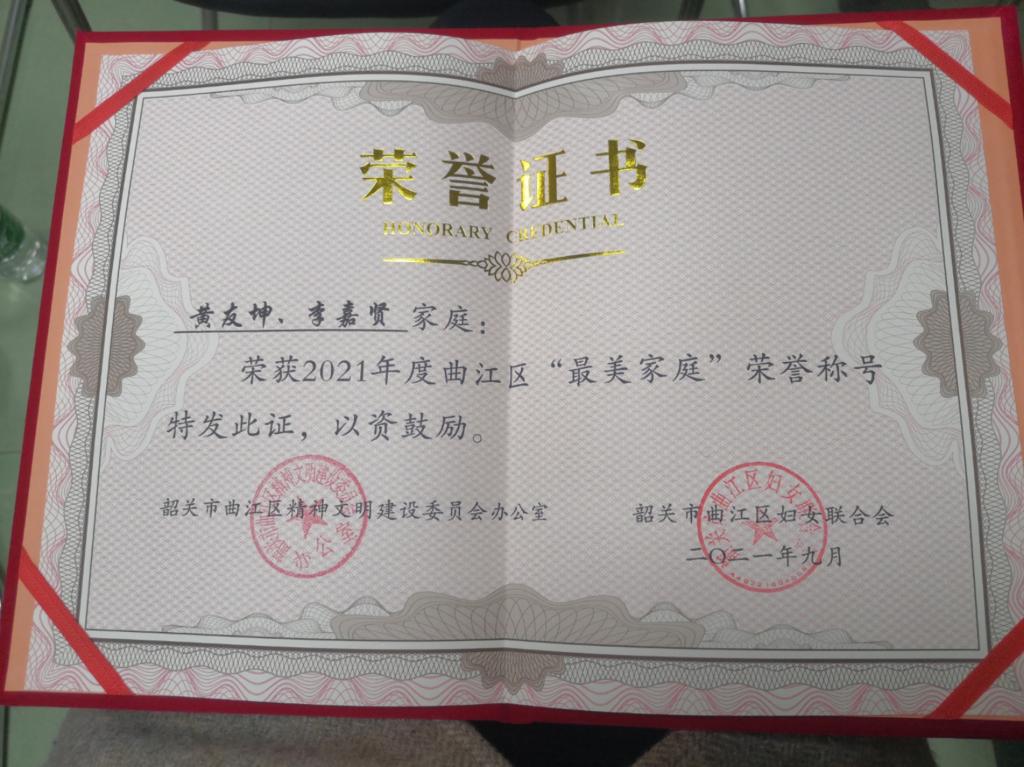 荣誉证书
HONORARY CREDENTIAL
黄友坤、李嘉贤家庭：
荣获2021年度曲江区“最美家庭”荣誉称号
特发此证，以资鼓励。
韶关市曲江区精神文明建设委员会办公室
韶关市曲江区妇女联合会
二〇二一年九月